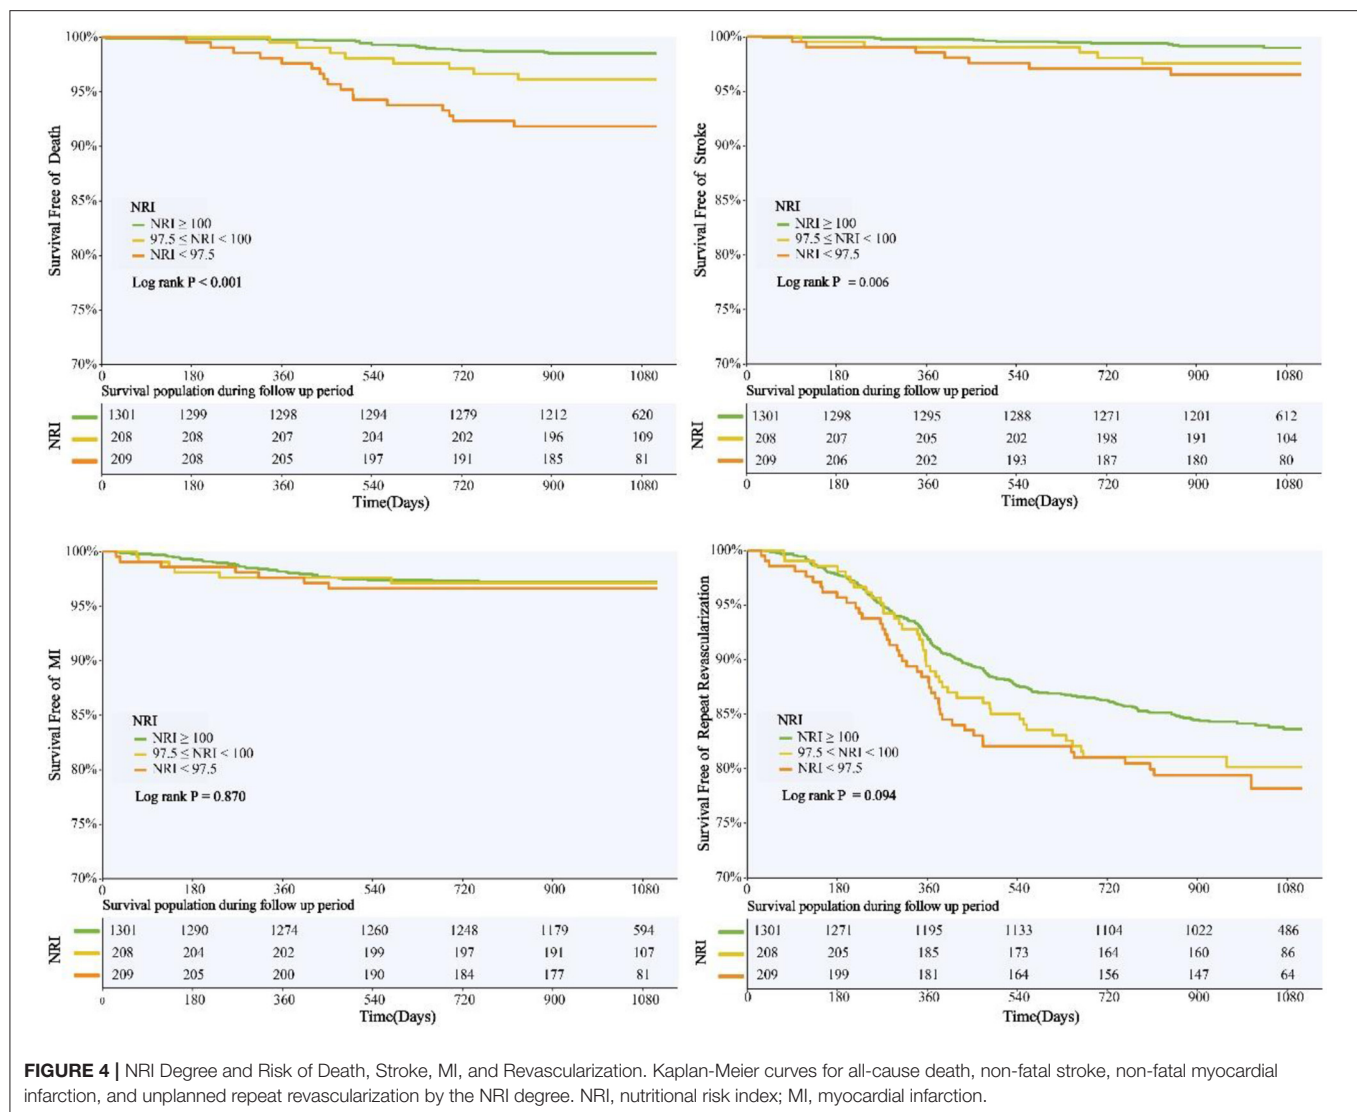 100%
95%
90%
85%
80%
75%
70%
Survival Free of Death
NRI
NRI ≥ 100
97.5 ≤ NRI < 100
NRI < 97.5
Log rank P < 0.001
0 180 360 540 720 900 1080
Survival population during follow up period
NRI
1301 1299 1298 1294 1279 1212 620
208 208 207 204 202 196 109
209 208 205 197 191 185 81
0 180 360 540 720 900 1080
Time(Days)
100%
95%
90%
85%
80%
75%
70%
Survival Free of Stroke
NRI
NRI ≥ 100
97.5 ≤ NRI < 100
NRI < 97.5
Log rank P = 0.006
0 180 360 540 720 900 1080
Survival population during follow up period
NRI
1301 1298 1295 1288 1271 1201 612
208 207 205 202 198 191 104
209 206 202 193 187 180 80
0 180 360 540 720 900 1080
Time(Days)
100%
95%
90%
85%
80%
75%
70%
Survival Free of MI
NRI
NRI ≥ 100
97.5 ≤ NRI < 100
NRI < 97.5
Log rank P = 0.870
0 180 360 540 720 900 1080
Survival population during follow up period
NRI
1301 1290 1274 1260 1248 1179 594
208 204 202 199 197 191 107
209 205 200 190 184 177 81
0 180 360 540 720 900 1080
Time(Days)
100%
95%
90%
85%
80%
75%
70%
Survival Free of Repeat Revascularization
NRI
NRI ≥ 100
97.5 ≤ NRI < 100
NRI < 97.5
Log rank P = 0.094
0 180 360 540 720 900 1080
Survival population during follow up period
NRI
1301 1271 1195 1133 1104 1022 486
208 205 185 173 164 160 86
209 199 181 164 156 147 64
0 180 360 540 720 900 1080
Time(Days)
FIGURE 4 | NRI Degree and Risk of Death, Stroke, MI, and Revascularization. Kaplan-Meier curves for all-cause death, non-fatal stroke, non-fatal myocardial
infarction, and unplanned repeat revascularization by the NRI degree. NRI, nutritional risk index; MI, myocardial infarction.